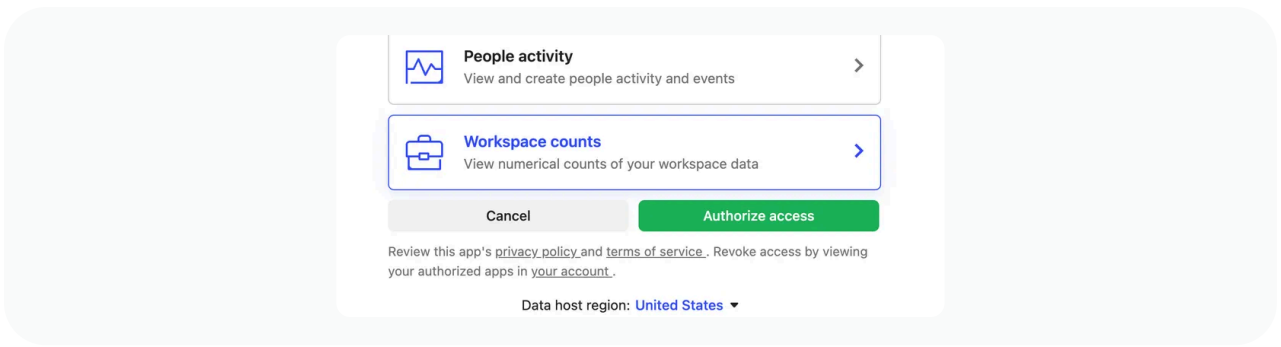 People activity
View and create people activity and events
Workspace counts
View numerical counts of your workspace data
Cancel
Authorize access
Review this app's privacy policy and terms of service . Revoke access by viewing
your authorized apps in your account .
Data host region: United States